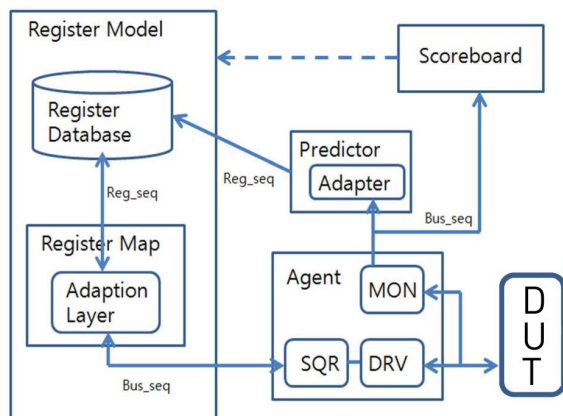 Register Model
Scoreboard
Register
Database
Predictor
Adapter
Reg_seq
Reg_seq
Bus_seq
Register Map
Adaption
Layer
Agent
MON
SQR
DRV
Bus_seq
D
U
T